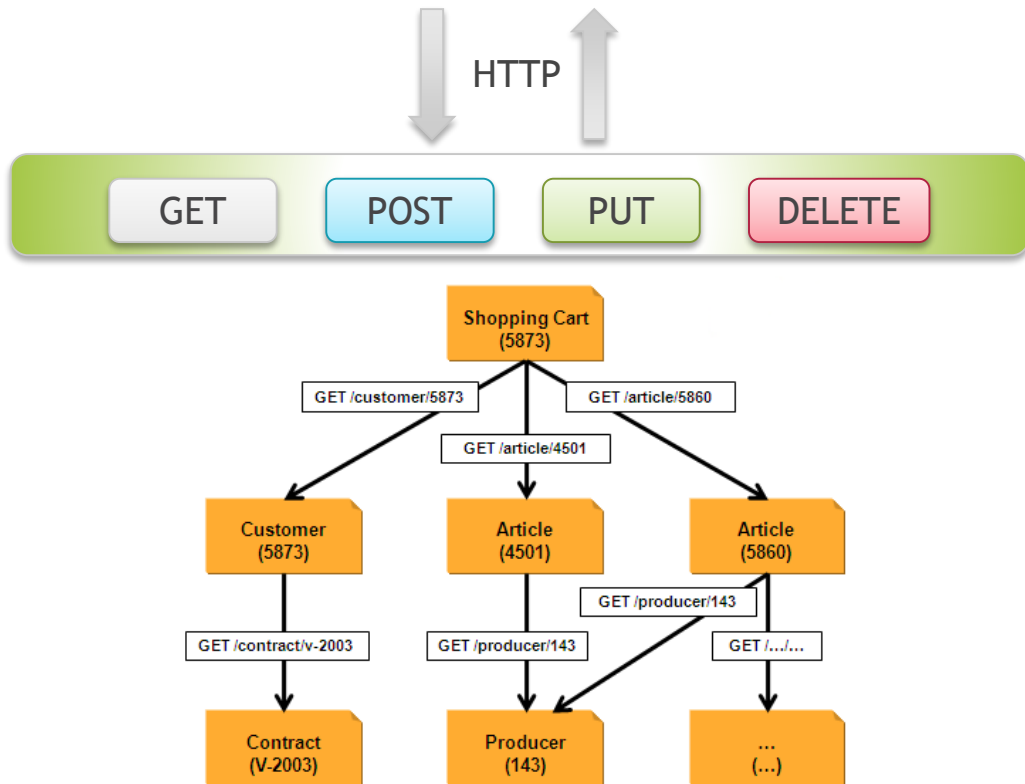 HTTP
GET
POST
PUT
DELETE
Shopping Cart
(5873)
GET /customer/5873
GET /article/5860
GET /article/4501
Customer
(5873)
Article
(4501)
Article
(5860)
GET /producer/143
GET /contract/v-2003
GET /producer/143
GET /.../...
Contract
(V-2003)
Producer
(143)
...
(...)